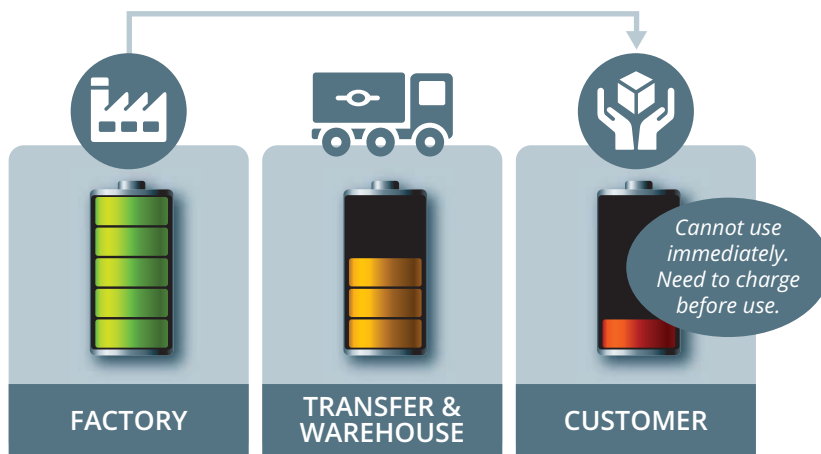 Cannot use
immediately.
Need to charge
before use.
FACTORY
TRANSFER &
WAREHOUSE
CUSTOMER